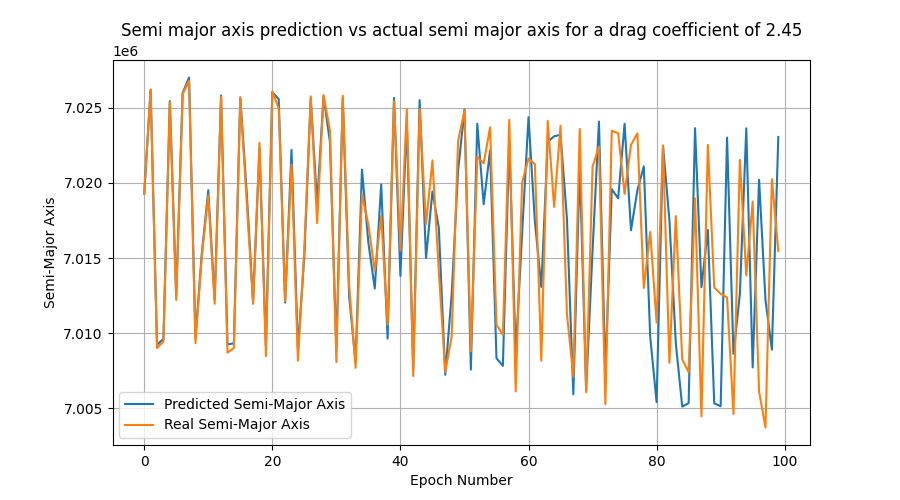 Semi major axis prediction vs actual semi major axis for a drag coefficient of 2.45
1e6
7.025
7.020
7.015
7.010
7.005
Semi-Major Axis
Predicted Semi-Major Axis
Real Semi-Major Axis
0 20 40 60 80 100
Epoch Number